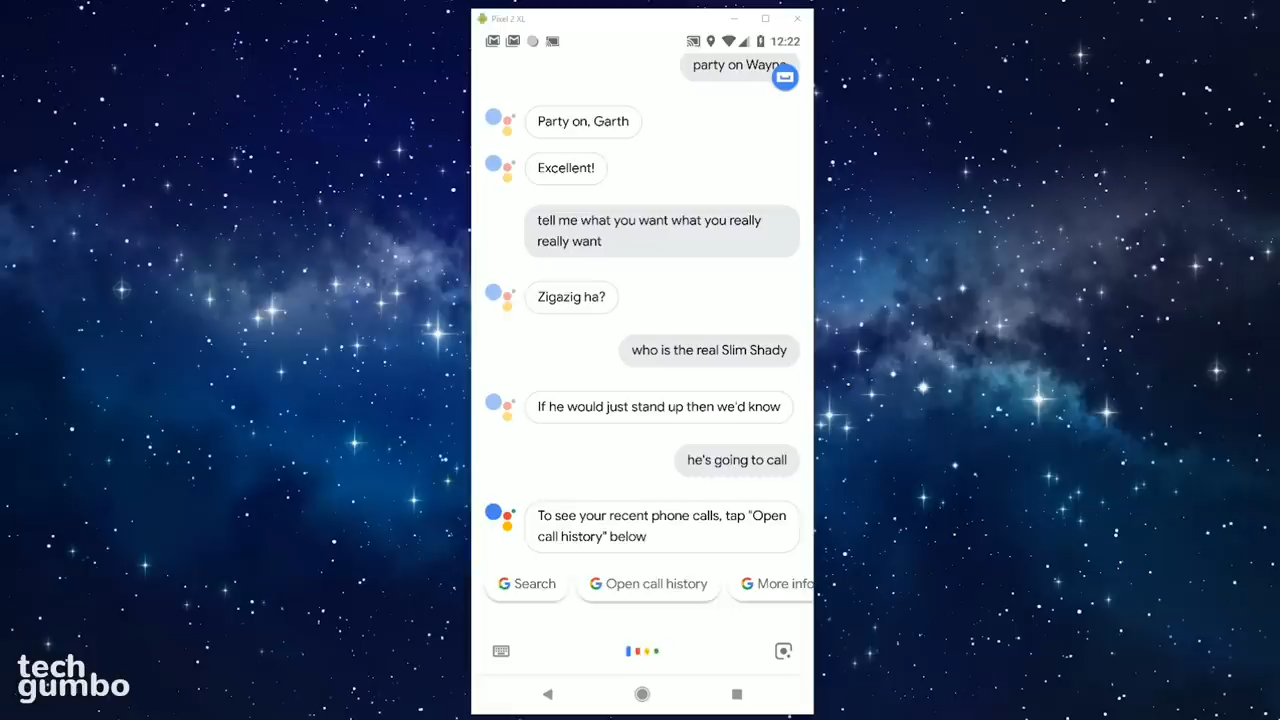 Pixel 2 XL
12:22
party on Wayne
Party on, Garth
Excellent!
tell me what you want what you really
really want
Zigazig ha?
who is the real Slim Shady
If he would just stand up then we'd know
he's going to call
To see your recent phone calls, tap "Open
call history" below
Search
Open call history
More info
tech
gumbo